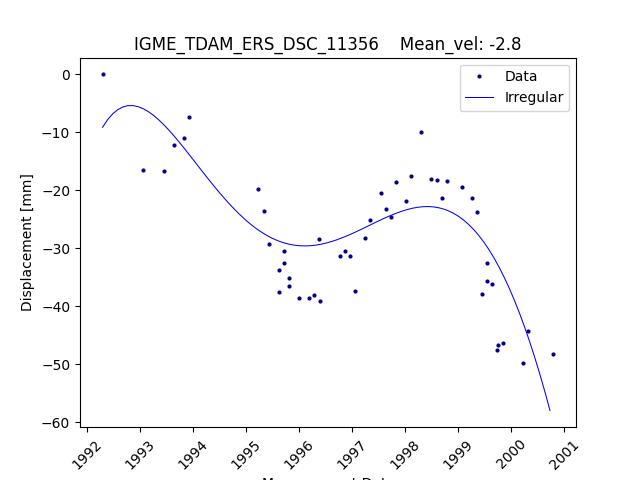 IGME_TDAM_ERS_DSC_11356    Mean_vel: -2.8
Data
Irregular
Displacement [mm]
0
−10
−20
−30
−40
−50
−60
1992 1993 1994 1995 1996 1997 1998 1999 2000 2001